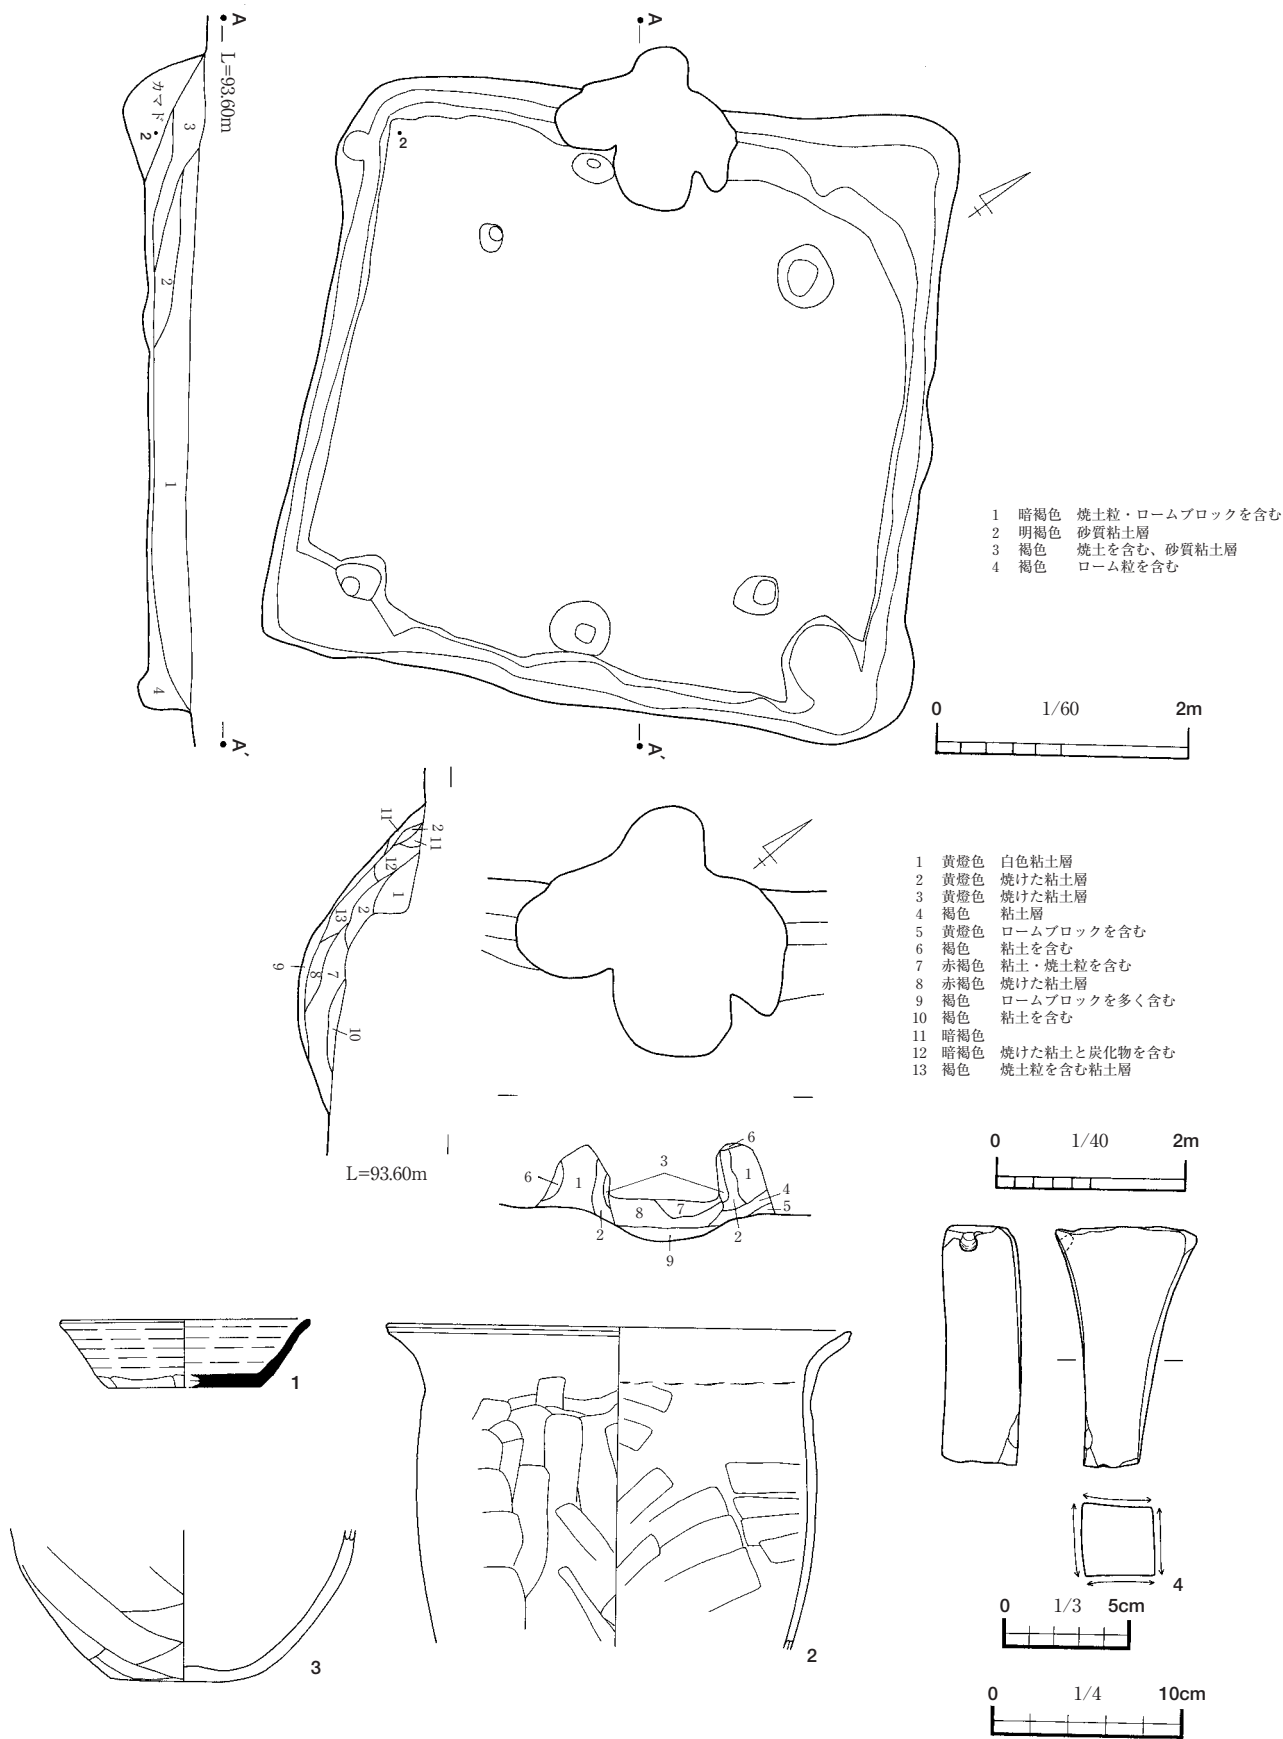 A
L=93.60m
カマド
2
3
2
1
4
A′
A
2
A′
1 暗褐色 焼土粒・ロームブロックを含む
2 明褐色 砂質粘土層
3 褐色 焼土を含む、砂質粘土層
4 褐色 ローム粒を含む
0 1/60 2m
11
2
11
12
1
2
13
9
8
7
10
L=93.60m
1 黄燈色 白色粘土層
2 黄燈色 焼けた粘土層
3 黄燈色 焼けた粘土層
4 褐色 粘土層
5 黄燈色 ロームブロックを含む
6 褐色 粘土を含む
7 赤褐色 粘土・焼土粒を含む
8 赤褐色 焼けた粘土層
9 褐色 ロームブロックを多く含む
10 褐色 粘土を含む
11 暗褐色
12 暗褐色 焼けた粘土と炭化物を含む
13 褐色 焼土粒を含む粘土層
0 1/40 2m
6
3
6
1
1
4
8
7
5
2
2
9
1
2
3
4
0 1/3 5cm
0 1/4 10cm